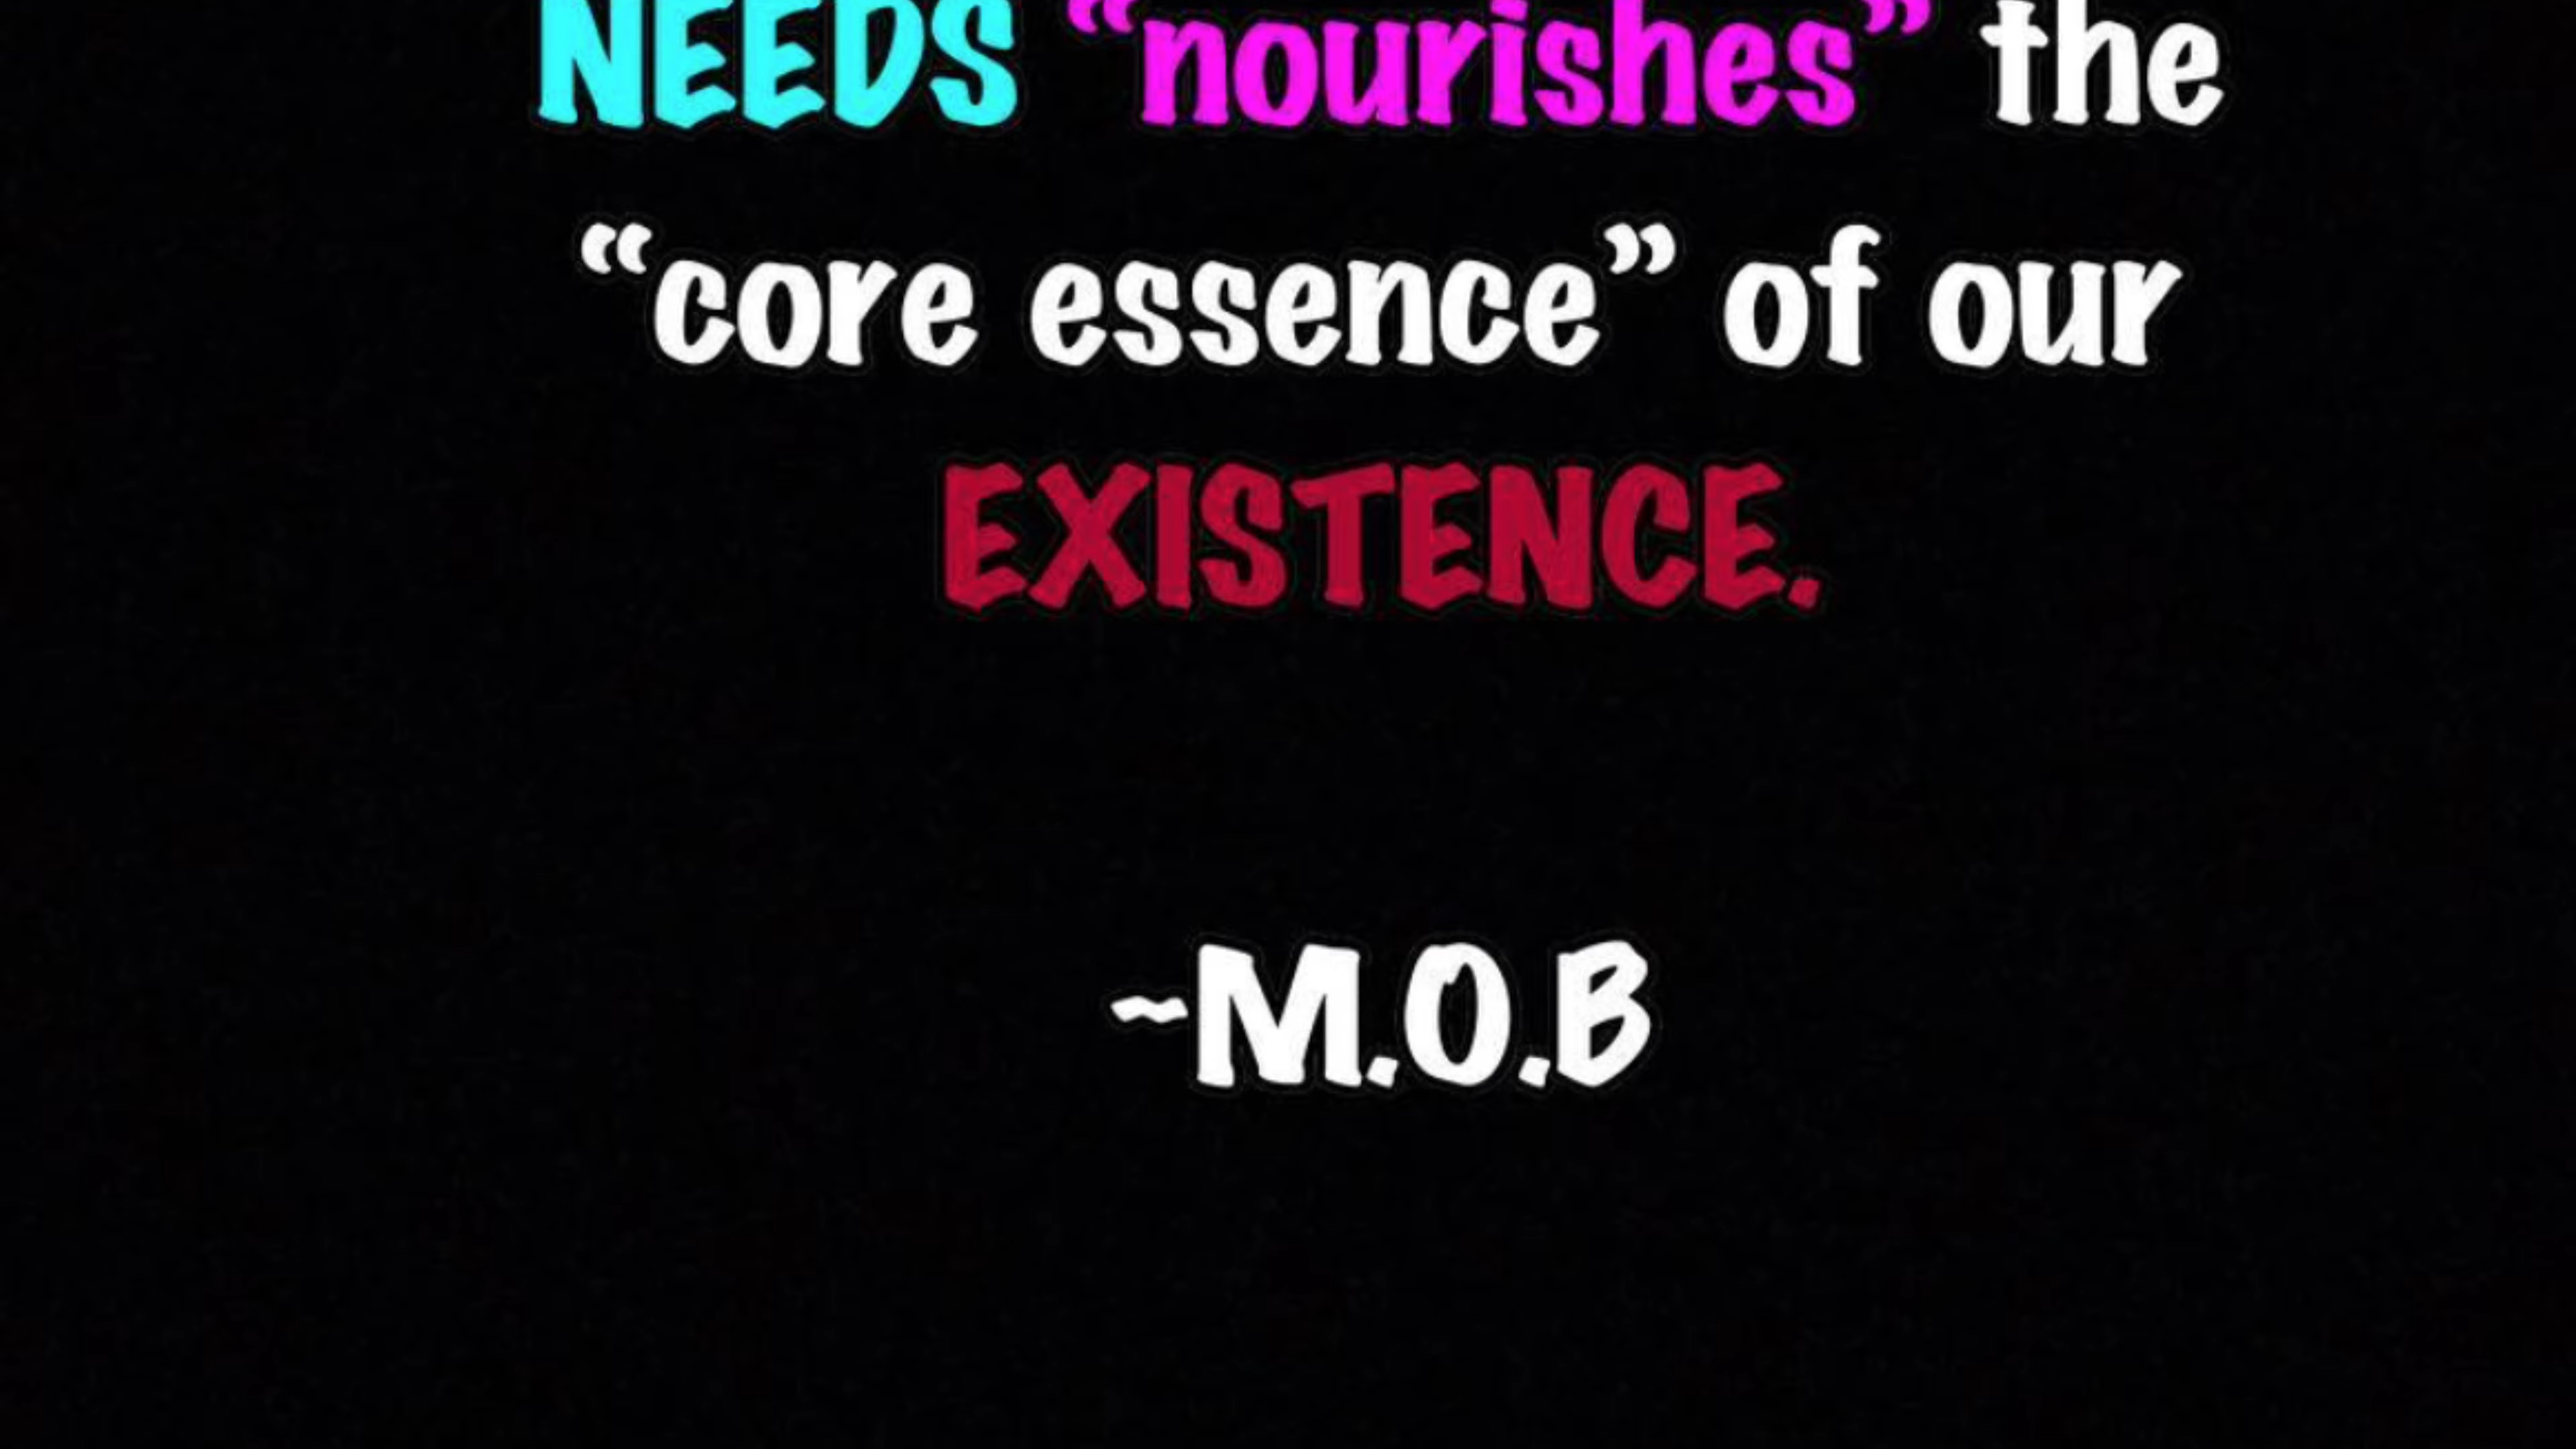 NEEDS “nourishes” the
“core essence” of our
EXISTENCE.
~M.O.B